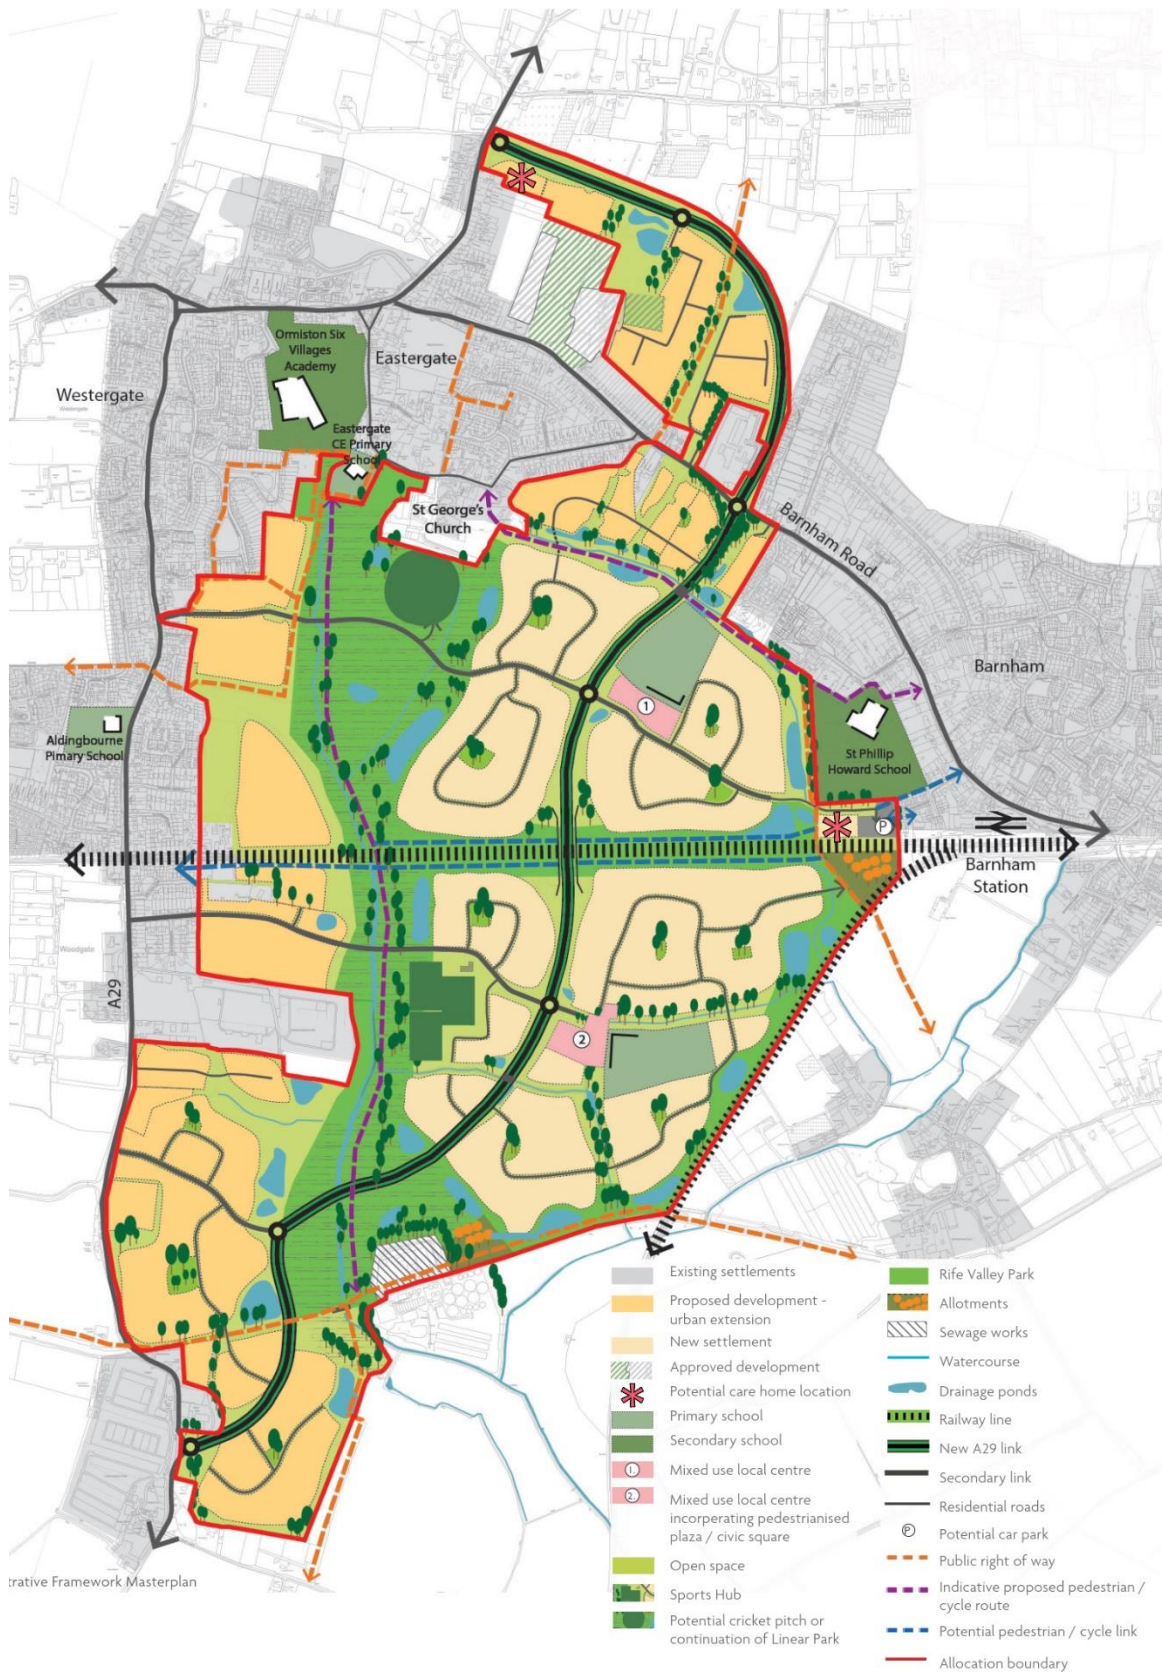 Ormiston Six
Villages
Academy
Eastergate
Westergate
Eastergate
CE Primary
School
St George's
Church
Barnham Road
Barnham
1
Aldingbourne
Pimary School
St Phillip
Howard School
P
Barnham
Station
Woodgate
A29
2
Existing settlements
Proposed development -
urban extension
New settlement
Approved development
Potential care home location
Primary school
Secondary school
1. Mixed use local centre
2. Mixed use local centre
incorperating pedestrianised
plaza / civic square
Open space
Sports Hub
Potential cricket pitch or
continuation of Linear Park
Rife Valley Park
Allotments
Sewage works
Watercourse
Drainage ponds
Railway line
New A29 link
Secondary link
Residential roads
P Potential car park
Public right of way
Indicative proposed pedestrian /
cycle route
Potential pedestrian / cycle link
Allocation boundary
trative Framework Masterplan